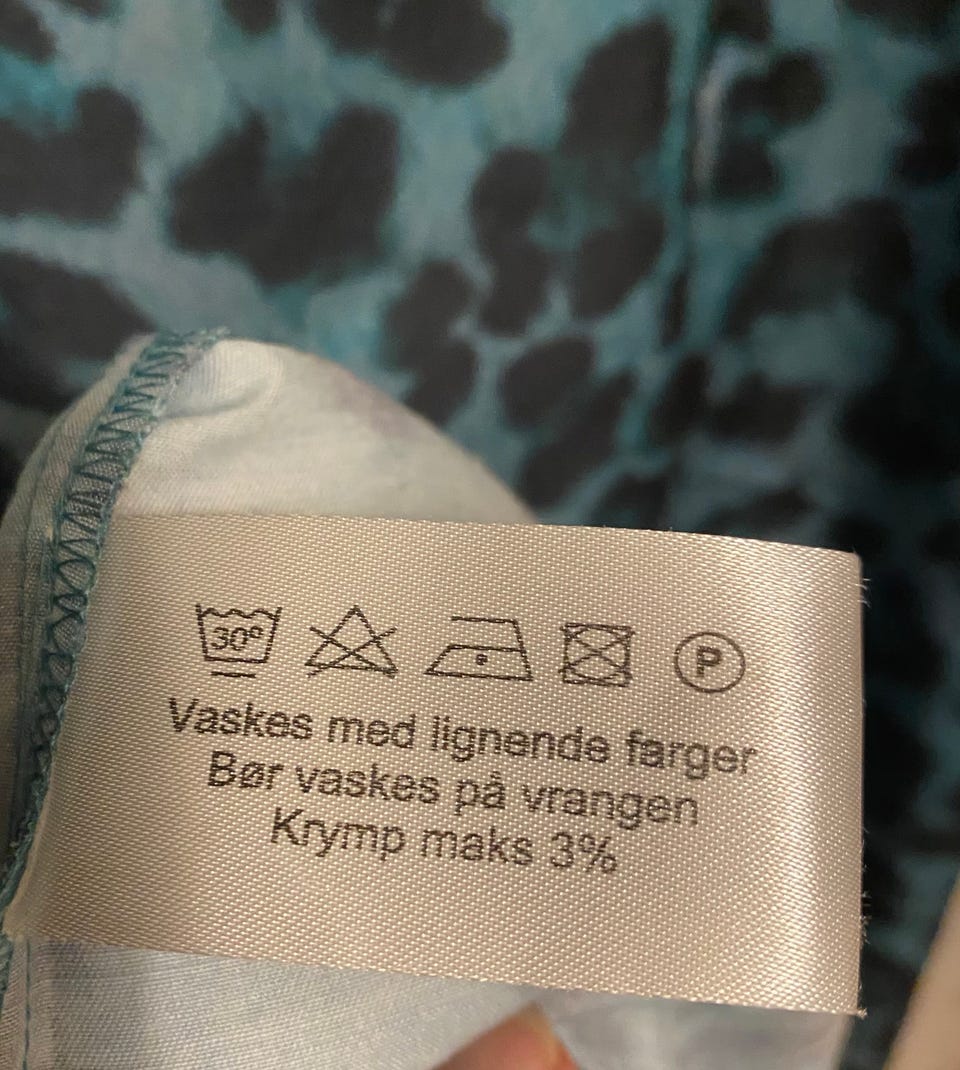 30° P
Vaskes med lignende farger
Bør vaskes på vrangen
Krymp maks 3%